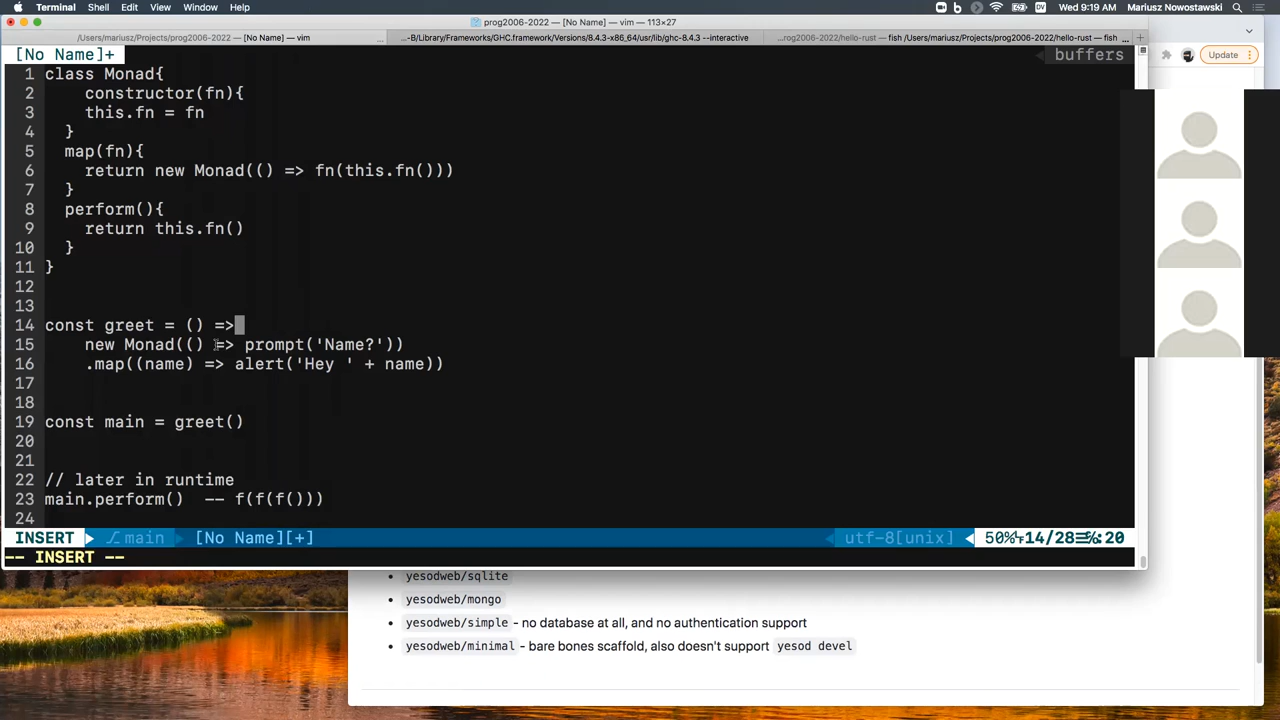 Terminal Shell Edit View Window Help Wed 9:19 AM Mariusz Nowostawski
prog2006-2022 — [No Name]+ — vim — 113×27
/Users/mariusz/Projects/prog2006-2022 — [No Name]+ — vim ... ...-B/Library/Frameworks/GHC.framework/Versions/8.4.3-x86_64/usr/lib/ghc-8.4.3 --interactive ...rog2006-2022/hello-rust — fish /Users/mariusz/Projects/prog2006-2022/hello-rust — fish ... +
[No Name]+ buffers
Update
1 class Monad{
2 constructor(fn){
3 this.fn = fn
4 }
5 map(fn){
6 return new Monad(() => fn(this.fn()))
7 }
8 perform(){
9 return this.fn()
10 }
11 }
12
13
14 const greet = () =>
15 new Monad(() => prompt('Name?'))
16 .map((name) => alert('Hey ' + name))
17
18
19 const main = greet()
20
21
22 // later in runtime
23 main.perform() -- f(f(f()))
24
INSERT main [No Name][+] utf-8[unix] 50% 14/28 :20
-- INSERT --
• yesodweb/sqlite
• yesodweb/mongo
• yesodweb/simple - no database at all, and no authentication support
• yesodweb/minimal - bare bones scaffold, also doesn't support yesod devel